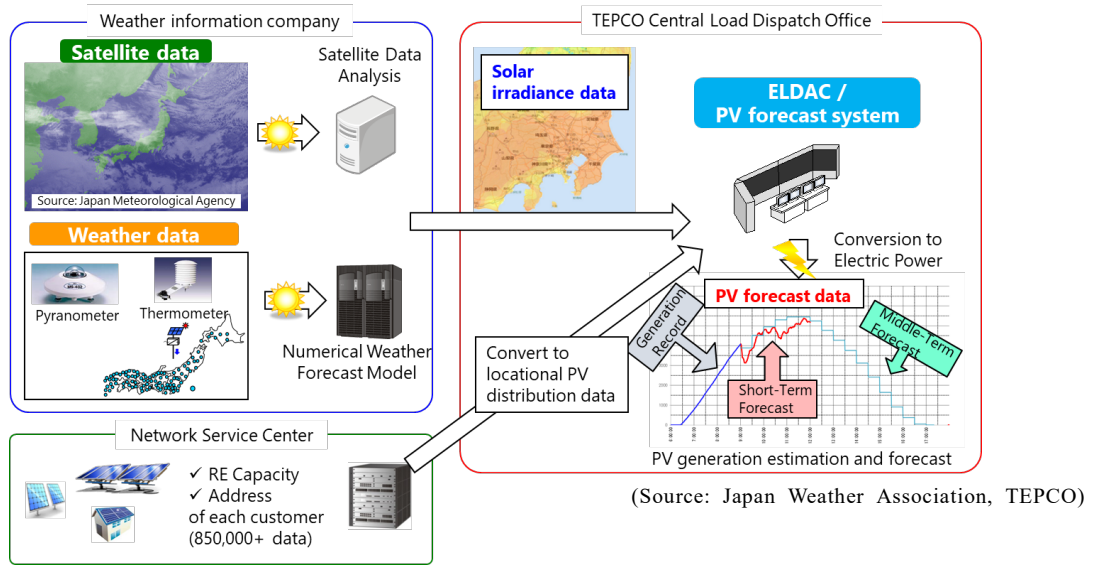 Weather information company
Satellite data
Source: Japan Meteorological Agency
Satellite Data
Analysis
Weather data
Pyranometer
Thermometer
Numerical Weather
Forecast Model
Network Service Center
✓ RE Capacity
✓ Address
of each customer
(850,000+ data)
TEPCO Central Load Dispatch Office
Solar
irradiance data
ELDAC /
PV forecast system
Conversion to
Electric Power
Convert to
locational PV
distribution data
PV forecast data
Generation
Record
Short-Term
Forecast
Middle-Term
Forecast
PV generation estimation and forecast
(Source: Japan Weather Association, TEPCO)